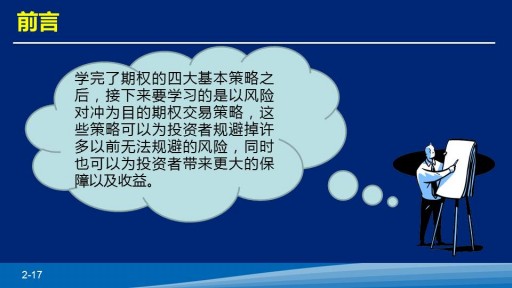 前言
学完了期权的四大基本策略之
后，接下来要学习的是以风险
对冲为目的期权交易策略，这
些策略可以为投资者规避掉许
多以前无法规避的风险，同时
也可以为投资者带来更大的保
障以及收益。
2-17